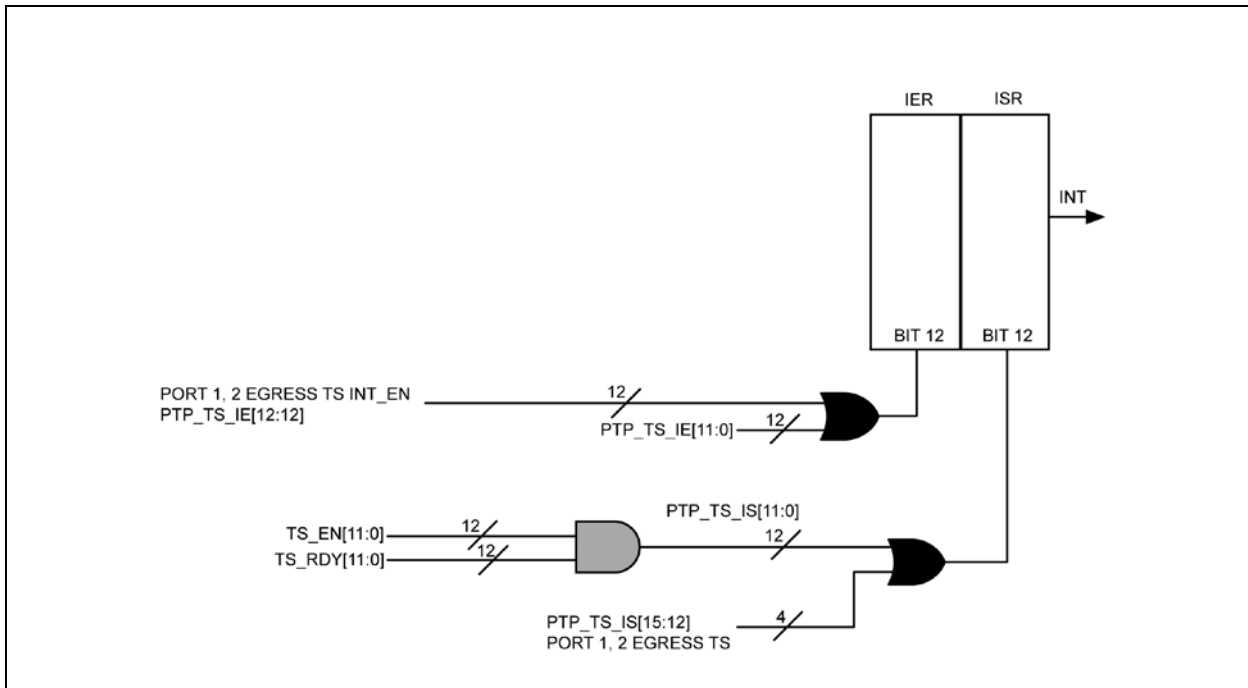 IER ISR
INT
BIT 12 BIT 12
PORT 1, 2 EGRESS TS INT_EN
PTP_TS_IE[12:12]
12
PTP_TS_IE[11:0]
12
PTP_TS_IS[11:0]
TS_EN[11:0]
12
12
TS_RDY[11:0]
12
PTP_TS_IS[15:12]
4
PORT 1, 2 EGRESS TS